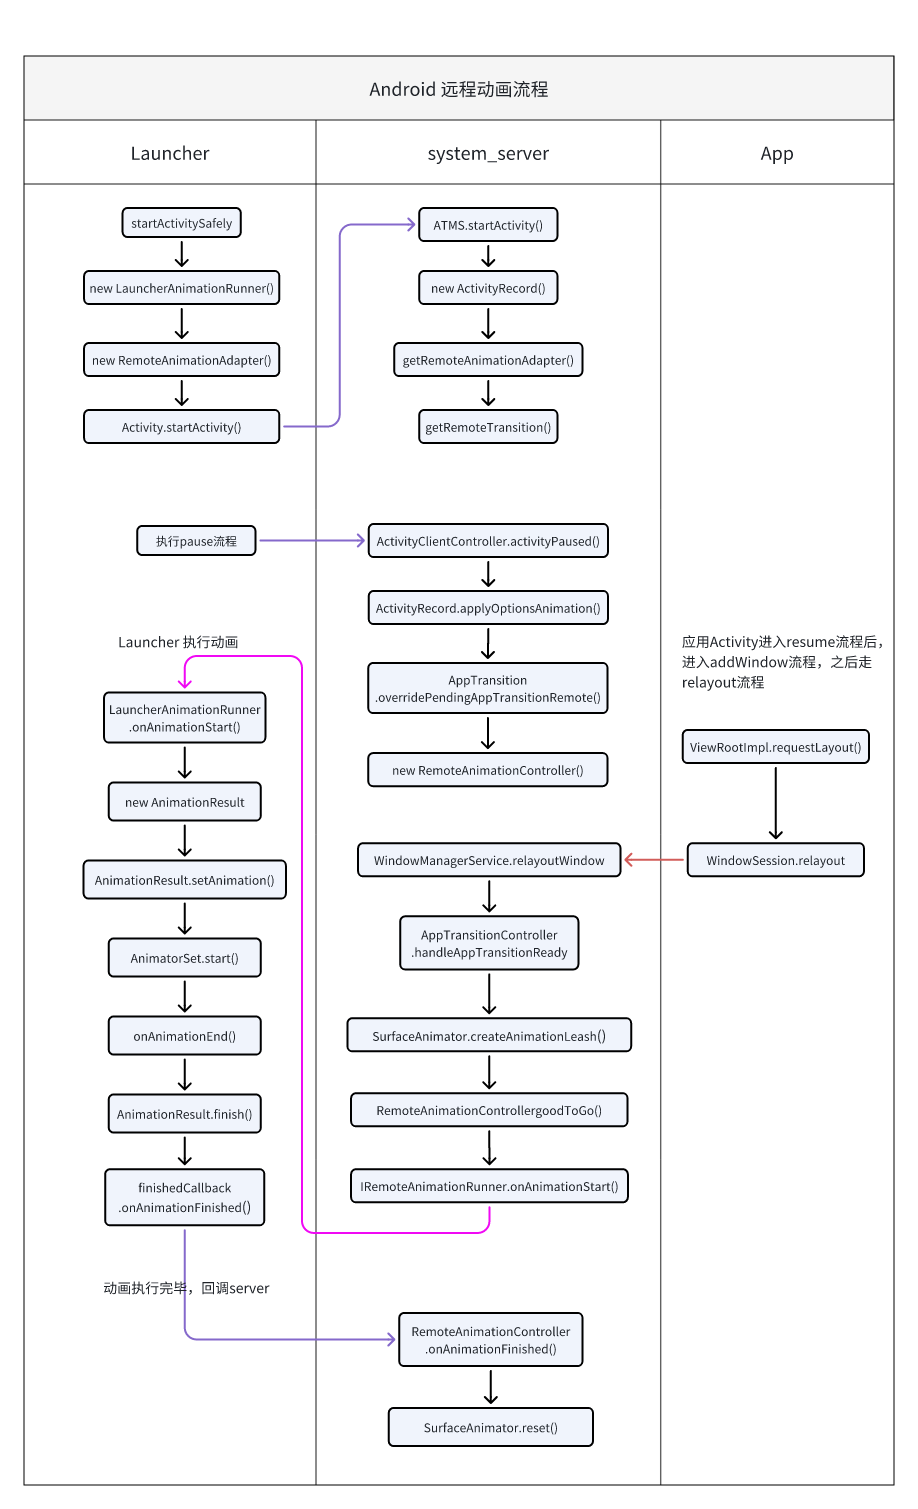 Android 远程动画流程
Launcher
system_server
App
startActivitySafely
new LauncherAnimationRunner()
new RemoteAnimationAdapter()
Activity.startActivity()
ATMS.startActivity()
new ActivityRecord()
getRemoteAnimationAdapter()
getRemoteTransition()
执行pause流程
ActivityClientController.activityPaused()
ActivityRecord.applyOptionsAnimation()
AppTransition
.overridePendingAppTransitionRemote()
new RemoteAnimationController()
应用Activity进入resume流程后，
进入addWindow流程，之后走
relayout流程
ViewRootImpl.requestLayout()
WindowSession.relayout
WindowManagerService.relayoutWindow
AppTransitionController
.handleAppTransitionReady
SurfaceAnimator.createAnimationLeash()
RemoteAnimationControllergoodToGo()
IRemoteAnimationRunner.onAnimationStart()
Launcher 执行动画
LauncherAnimationRunner
.onAnimationStart()
new AnimationResult
AnimationResult.setAnimation()
AnimatorSet.start()
onAnimationEnd()
AnimationResult.finish()
finishedCallback
.onAnimationFinished()
动画执行完毕，回调server
RemoteAnimationController
.onAnimationFinished()
SurfaceAnimator.reset()